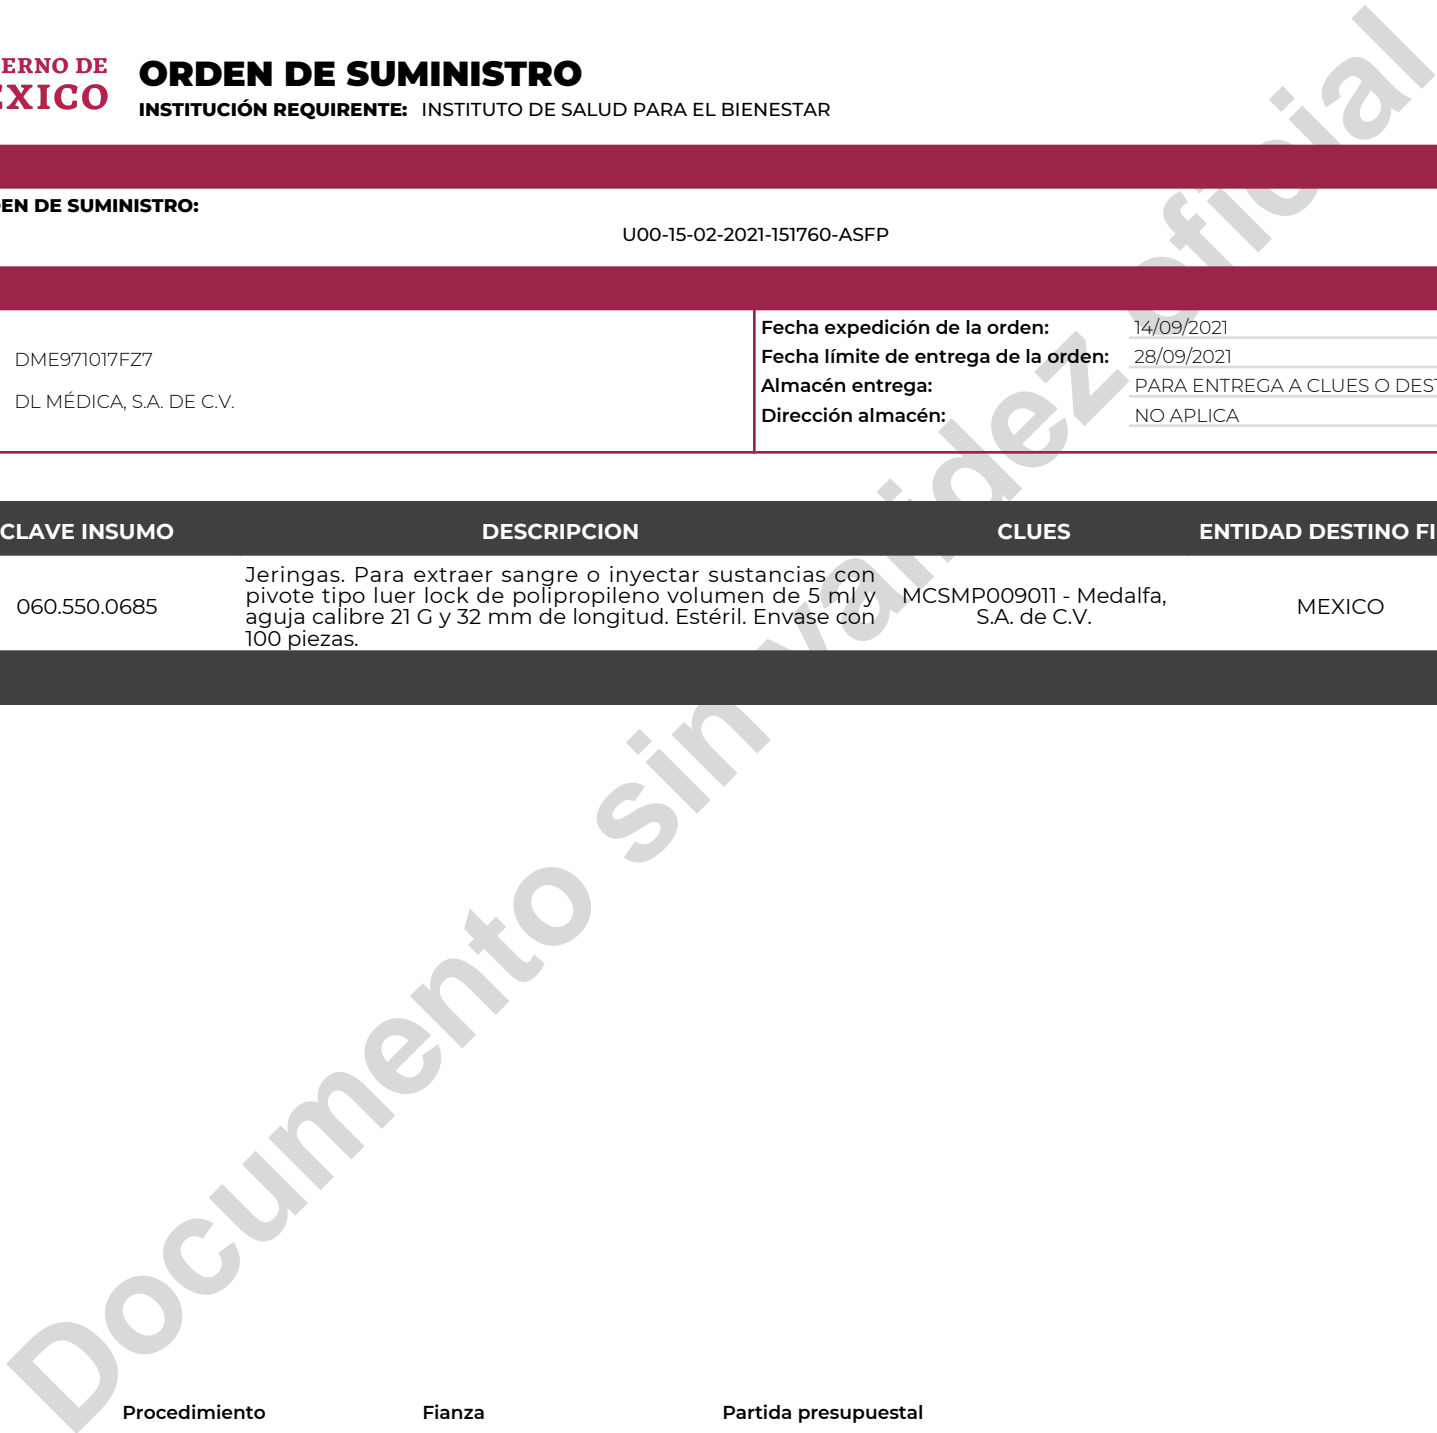 ERNO DE
EXICO
ORDEN DE SUMINISTRO
INSTITUCIÓN REQUIRENTE: INSTITUTO DE SALUD PARA EL BIENESTAR
EN DE SUMINISTRO:
U00-15-02-2021-151760-ASFP
DME971017FZ7
DL MÉDICA, S.A. DE C.V.
Fecha expedición de la orden: 14/09/2021
Fecha límite de entrega de la orden: 28/09/2021
Almacén entrega: PARA ENTREGA A CLUES O DEST
Dirección almacén: NO APLICA
CLAVE INSUMO DESCRIPCION CLUES ENTIDAD DESTINO FI
060.550.0685
Jeringas. Para extraer sangre o inyectar sustancias con
pivote tipo luer lock de polipropileno volumen de 5 ml y
aguja calibre 21 G y 32 mm de longitud. Estéril. Envase con
100 piezas.
MCSMP009011 - Medalfa,
S.A. de C.V.
MEXICO
Documento sin validez oficial
Procedimiento Fianza Partida presupuestal